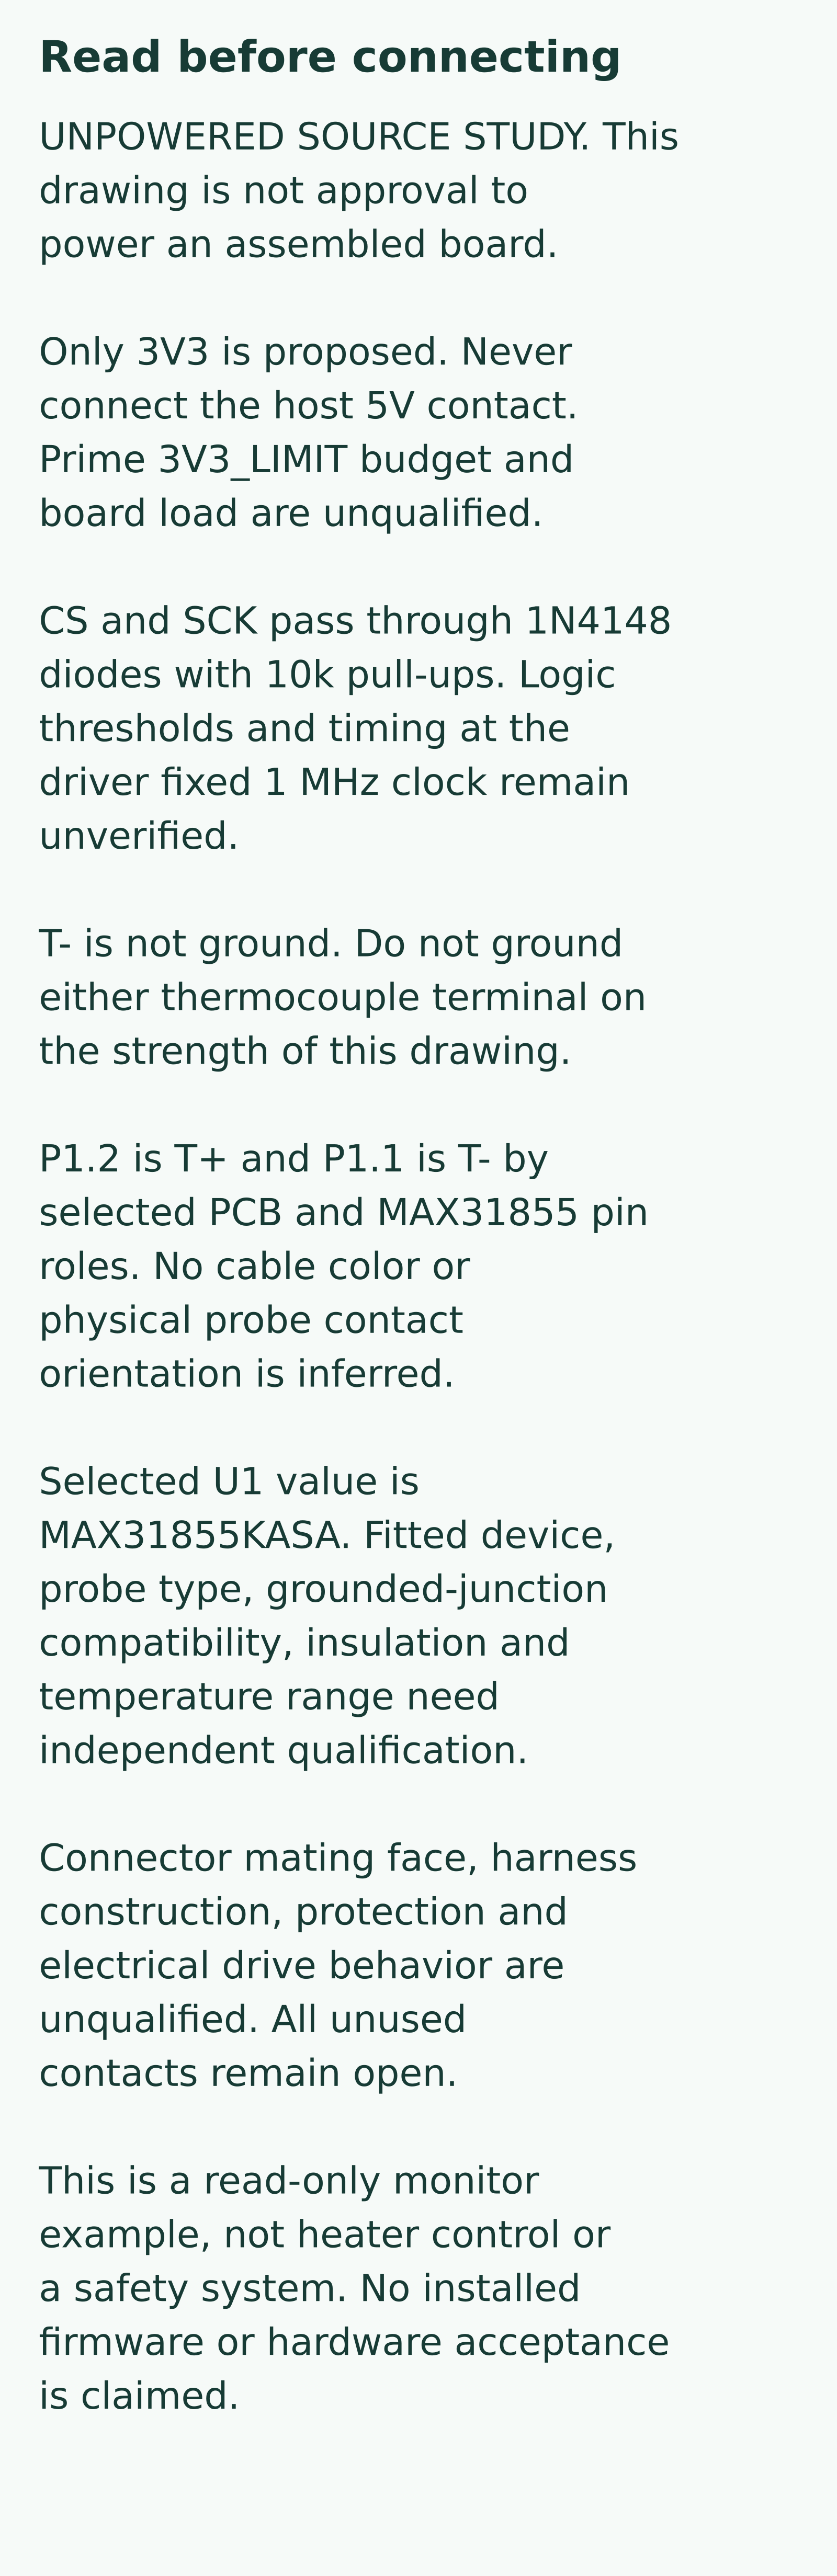 Read before connecting
UNPOWERED SOURCE STUDY. This
drawing is not approval to
power an assembled board.
Only 3V3 is proposed. Never
connect the host 5V contact.
Prime 3V3_LIMIT budget and
board load are unqualified.
CS and SCK pass through 1N4148
diodes with 10k pull-ups. Logic
thresholds and timing at the
driver fixed 1 MHz clock remain
unverified.
T- is not ground. Do not ground
either thermocouple terminal on
the strength of this drawing.
P1.2 is T+ and P1.1 is T- by
selected PCB and MAX31855 pin
roles. No cable color or
physical probe contact
orientation is inferred.
Selected U1 value is
MAX31855KASA. Fitted device,
probe type, grounded-junction
compatibility, insulation and
temperature range need
independent qualification.
Connector mating face, harness
construction, protection and
electrical drive behavior are
unqualified. All unused
contacts remain open.
This is a read-only monitor
example, not heater control or
a safety system. No installed
firmware or hardware acceptance
is claimed.